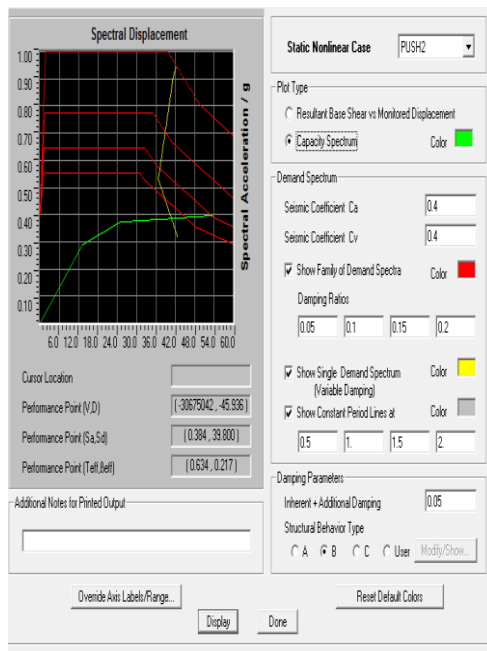 Spectral Displacement
1.00
0.90
0.80
0.70
0.60
0.50
0.40
0.30
0.20
0.10
Spectral Acceleration / g
6.0 12.0 18.0 24.0 30.0 36.0 42.0 48.0 54.0 60.0
Cursor Location
Performance Point (V,D)
(-30675042 , -45.936 )
Performance Point (Sa,Sd)
( 0.384 , 39.800 )
Performance Point (Teff,Beff)
( 0.634 , 0.217 )
Additional Notes for Printed Output
Static Nonlinear Case
PUSH2
Plot Type
Resultant Base Shear vs Monitored Displacement
Capacity Spectrum
Color
Demand Spectrum
Seismic Coefficient Ca
0.4
Seismic Coefficient Cv
0.4
Show Family of Demand Spectra
Color
Damping Ratios
0.05 0.1 0.15 0.2
Show Single Demand Spectrum
Color
(Variable Damping)
Show Constant Period Lines at
Color
0.5 1. 1.5 2.
Damping Parameters
Inherent + Additional Damping
0.05
Structural Behavior Type
A B C User Modify/Show...
Override Axis Labels/Range...
Reset Default Colors
Display
Done